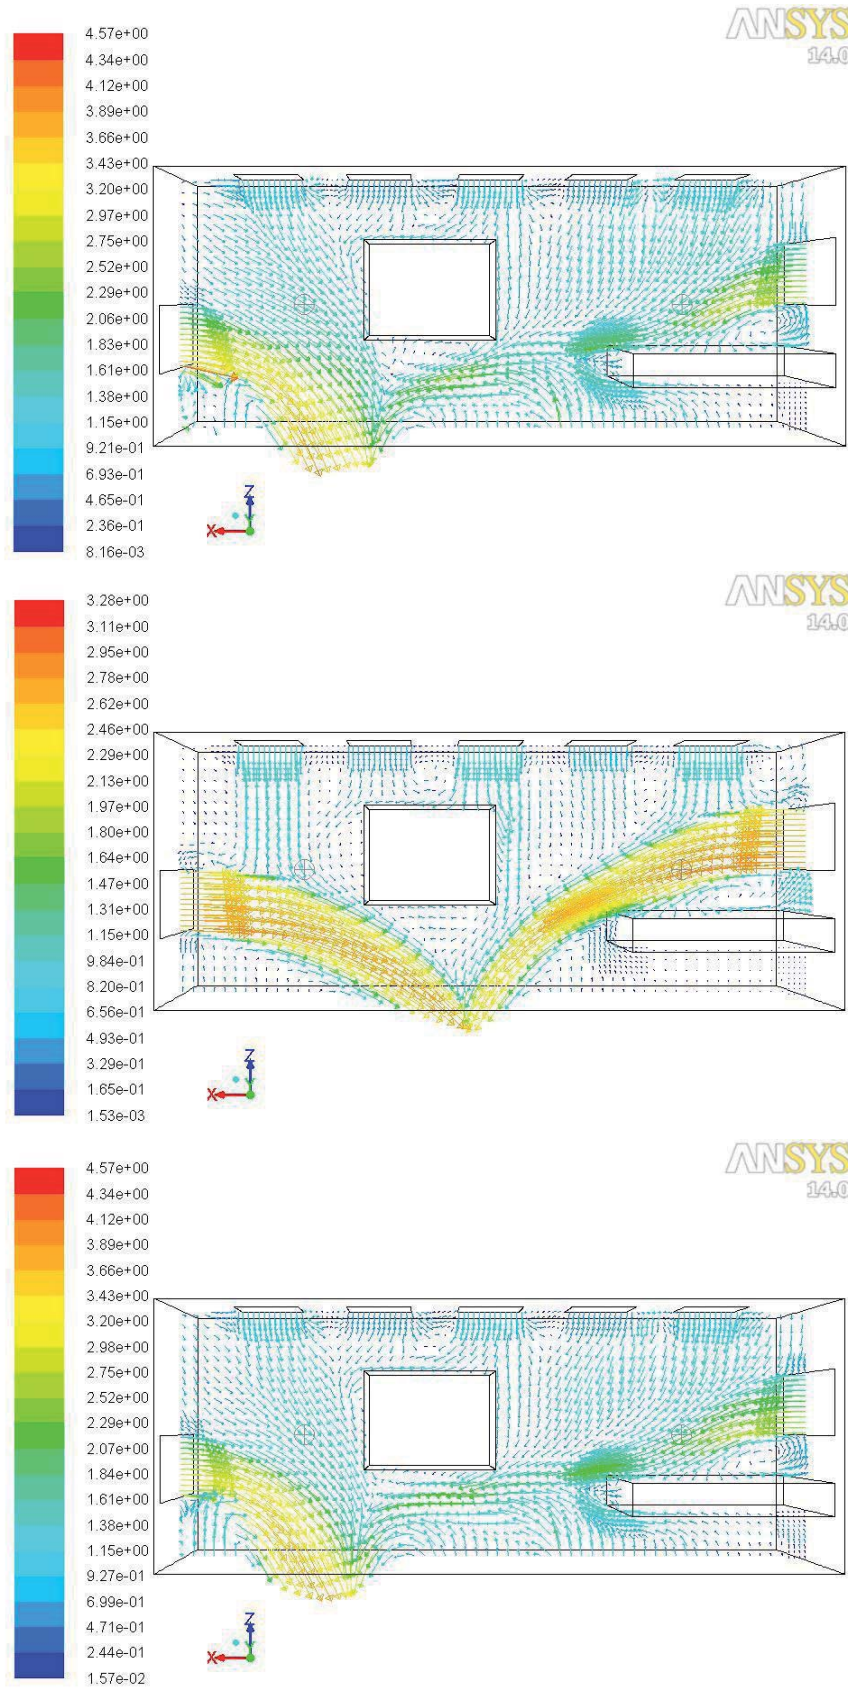 ANSYS
14.0
4.57e+00
4.34e+00
4.12e+00
3.89e+00
3.66e+00
3.43e+00
3.20e+00
2.97e+00
2.75e+00
2.52e+00
2.29e+00
2.06e+00
1.83e+00
1.61e+00
1.38e+00
1.15e+00
9.21e-01
6.93e-01
4.65e-01
2.36e-01
8.16e-03
Z
X Y
ANSYS
14.0
3.28e+00
3.11e+00
2.95e+00
2.78e+00
2.62e+00
2.46e+00
2.29e+00
2.13e+00
1.97e+00
1.80e+00
1.64e+00
1.47e+00
1.31e+00
1.15e+00
9.84e-01
8.20e-01
6.56e-01
4.93e-01
3.29e-01
1.65e-01
1.53e-03
Z
X Y
ANSYS
14.0
4.57e+00
4.34e+00
4.12e+00
3.89e+00
3.66e+00
3.43e+00
3.20e+00
2.98e+00
2.75e+00
2.52e+00
2.29e+00
2.07e+00
1.84e+00
1.61e+00
1.38e+00
1.15e+00
9.27e-01
6.99e-01
4.71e-01
2.44e-01
1.57e-02
Z
X Y